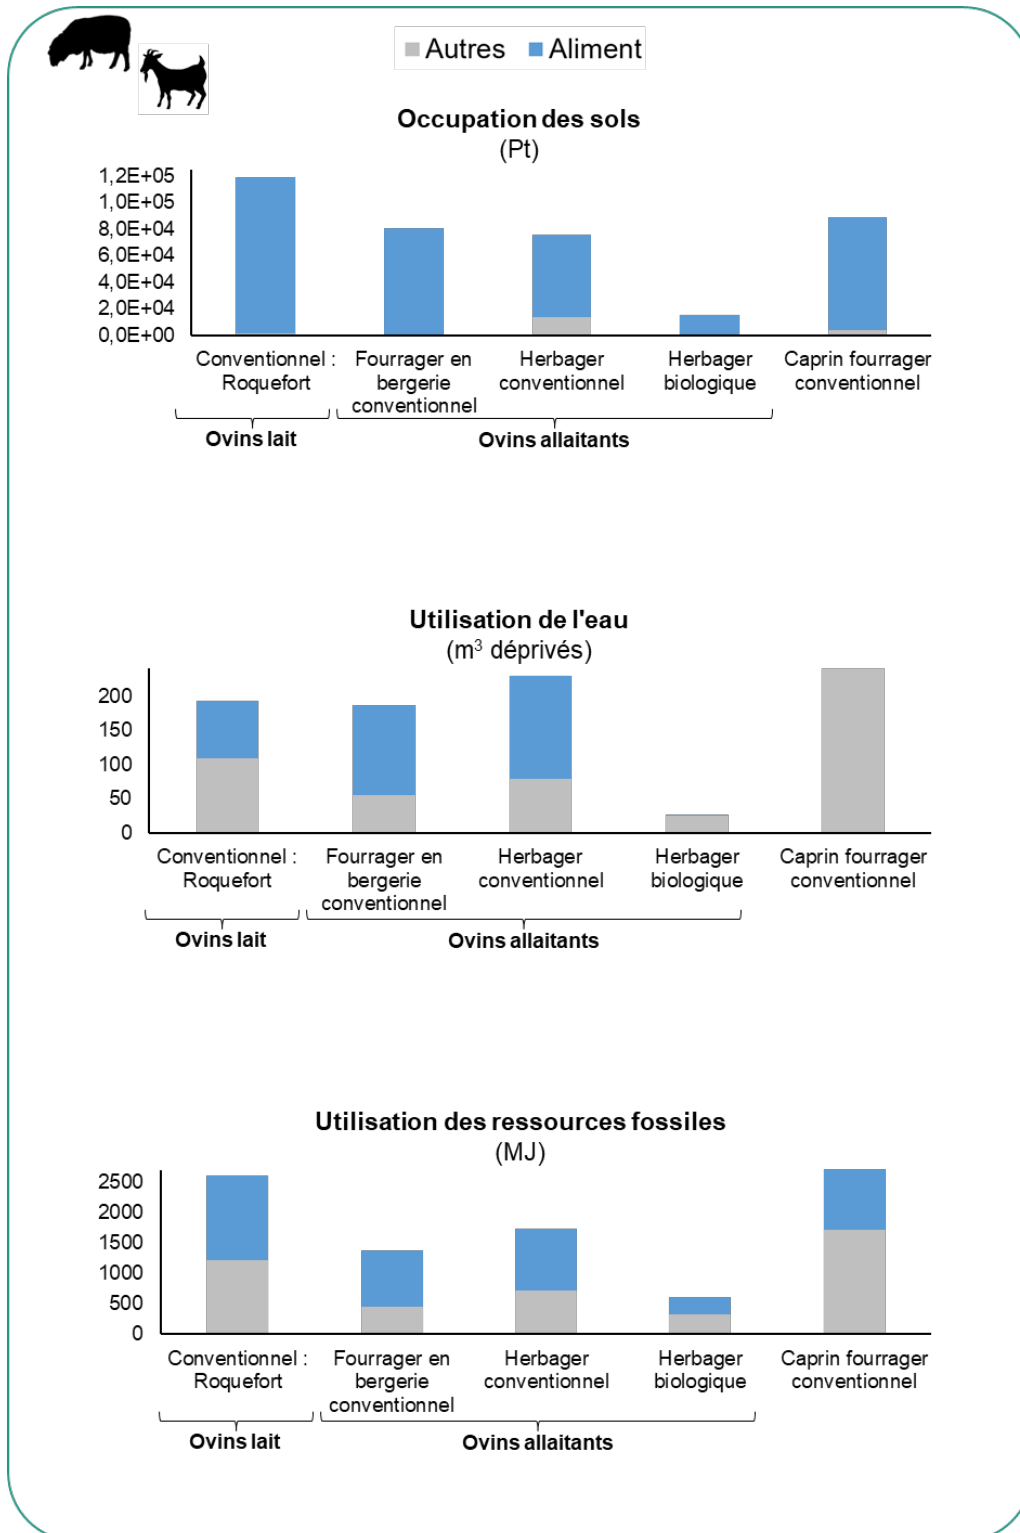 Autres Aliment
Occupation des sols
(Pt)
1,2E+05
1,0E+05
8,0E+04
6,0E+04
4,0E+04
2,0E+04
0,0E+00
Conventionnel : Fourrager en Herbager Herbager Caprin fourrager
Roquefort bergerie conventionnel biologique conventionnel
conventionnel
Ovins lait Ovins allaitants
Utilisation de l'eau
(m³ déprivés)
200
150
100
50
0
Conventionnel : Fourrager en Herbager Herbager Caprin fourrager
Roquefort bergerie conventionnel biologique conventionnel
conventionnel
Ovins lait Ovins allaitants
Utilisation des ressources fossiles
(MJ)
2500
2000
1500
1000
500
0
Conventionnel : Fourrager en Herbager Herbager Caprin fourrager
Roquefort bergerie conventionnel biologique conventionnel
conventionnel
Ovins lait Ovins allaitants